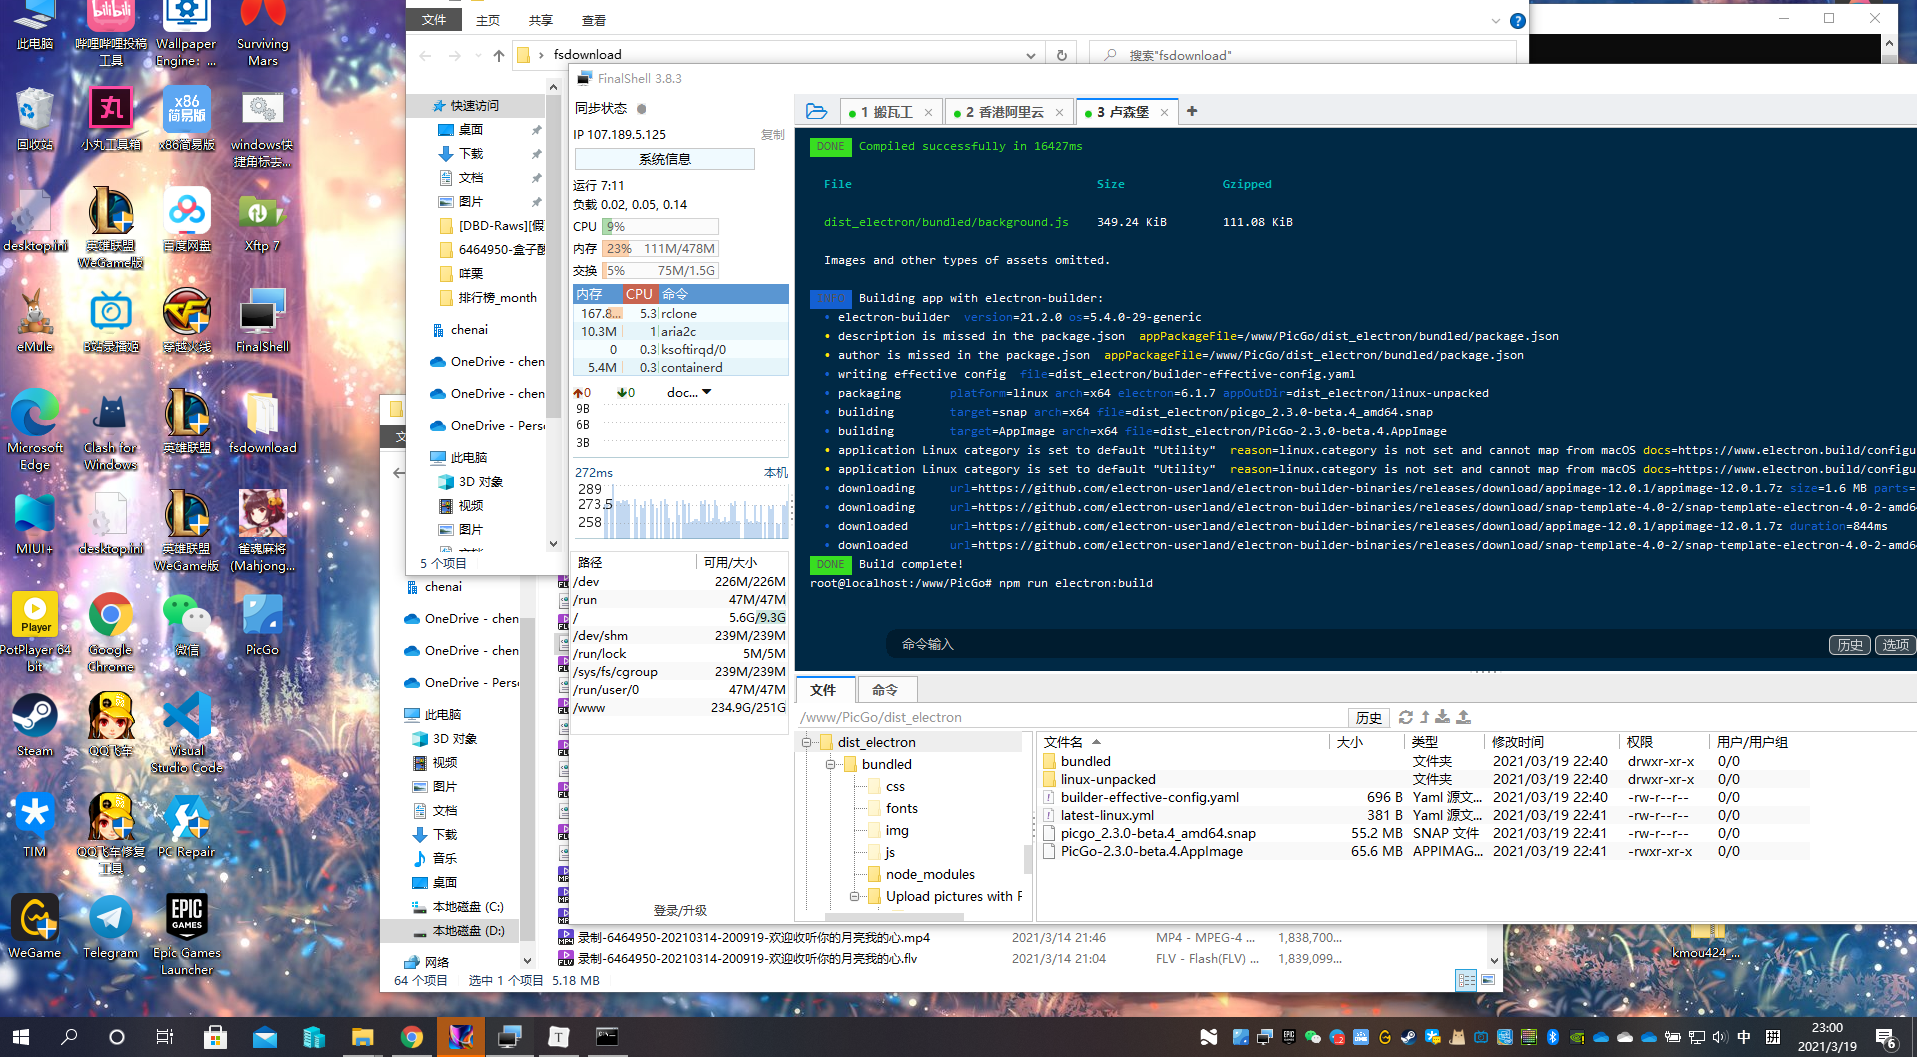 此电脑
哔哩哔哩投稿工具
Wallpaper Engine: ...
Surviving Mars
回收站
小丸工具箱
x86简易版
windows快捷角标去...
desktop.ini
英雄联盟WeGame版
百度网盘
Xftp 7
eMule
B站录播姬
穿越火线
FinalShell
Microsoft Edge
Clash for Windows
英雄联盟
fsdownload
MIUI+
desktop.ini
英雄联盟WeGame版
雀魂麻将(Mahjong...
PotPlayer 64 bit
Google Chrome
微信
PicGo
Steam
QQ飞车
Visual Studio Code
TIM
QQ飞车修复工具
PC Repair
WeGame
Telegram
Epic Games Launcher
文件 主页 共享 查看
fsdownload
搜索"fsdownload"
快速访问
桌面
下载
文档
图片
[DBD-Raws][假
6464950-盒子酱
咩栗
排行榜_month
chenai
OneDrive - chen
OneDrive - chen
OneDrive - Perso
此电脑
3D 对象
视频
图片
5 个项目
chenai
OneDrive - chen
OneDrive - chen
OneDrive - Perso
此电脑
3D 对象
视频
图片
文档
下载
音乐
桌面
本地磁盘 (C:)
本地磁盘 (D:)
网络
录制-6464950-20210314-200919-欢迎收听你的月亮我的心.mp4 2021/3/14 21:46 MP4 - MPEG-4 ... 1,838,700...
录制-6464950-20210314-200919-欢迎收听你的月亮我的心.flv 2021/3/14 21:04 FLV - Flash(FLV) ... 1,839,099...
64 个项目 选中 1 个项目 5.18 MB
FinalShell 3.8.3
同步状态
IP 107.189.5.125 复制
系统信息
运行 7:11
负载 0.02, 0.05, 0.14
CPU 9%
内存 23% 111M/478M
交换 5% 75M/1.5G
内存 CPU 命令
167.8... 5.3 rclone
10.3M 1 aria2c
0 0.3 ksoftirqd/0
5.4M 0.3 containerd
0 0 doc...
9B
6B
3B
272ms 本机
289
273.5
258
路径 可用/大小
/dev 226M/226M
/run 47M/47M
/ 5.6G/9.3G
/dev/shm 239M/239M
/run/lock 5M/5M
/sys/fs/cgroup 239M/239M
/run/user/0 47M/47M
/www 234.9G/251G
登录/升级
1 搬瓦工 2 香港阿里云 3 卢森堡
DONE Compiled successfully in 16427ms
File Size Gzipped
dist_electron/bundled/background.js 349.24 KiB 111.08 KiB
Images and other types of assets omitted.
INFO Building app with electron-builder:
• electron-builder version=21.2.0 os=5.4.0-29-generic
• description is missed in the package.json appPackageFile=/www/PicGo/dist_electron/bundled/package.json
• author is missed in the package.json appPackageFile=/www/PicGo/dist_electron/bundled/package.json
• writing effective config file=dist_electron/builder-effective-config.yaml
• packaging platform=linux arch=x64 electron=6.1.7 appOutDir=dist_electron/linux-unpacked
• building target=snap arch=x64 file=dist_electron/picgo_2.3.0-beta.4_amd64.snap
• building target=AppImage arch=x64 file=dist_electron/PicGo-2.3.0-beta.4.AppImage
• application Linux category is set to default "Utility" reason=linux.category is not set and cannot map from macOS docs=https://www.electron.build/configu
• application Linux category is set to default "Utility" reason=linux.category is not set and cannot map from macOS docs=https://www.electron.build/configu
• downloading url=https://github.com/electron-userland/electron-builder-binaries/releases/download/appimage-12.0.1/appimage-12.0.1.7z size=1.6 MB parts=
• downloading url=https://github.com/electron-userland/electron-builder-binaries/releases/download/snap-template-4.0-2/snap-template-electron-4.0-2-amd6
• downloaded url=https://github.com/electron-userland/electron-builder-binaries/releases/download/appimage-12.0.1/appimage-12.0.1.7z duration=844ms
• downloaded url=https://github.com/electron-userland/electron-builder-binaries/releases/download/snap-template-4.0-2/snap-template-electron-4.0-2-amd6
DONE Build complete!
root@localhost:/www/PicGo# npm run electron:build
命令输入 历史 选项
文件 命令
/www/PicGo/dist_electron 历史
dist_electron
bundled
css
fonts
img
js
node_modules
Upload pictures with F
文件名 大小 类型 修改时间 权限 用户/用户组
bundled 文件夹 2021/03/19 22:40 drwxr-xr-x 0/0
linux-unpacked 文件夹 2021/03/19 22:40 drwxr-xr-x 0/0
builder-effective-config.yaml 696 B Yaml 源文... 2021/03/19 22:40 -rw-r--r-- 0/0
latest-linux.yml 381 B Yaml 源文... 2021/03/19 22:41 -rw-r--r-- 0/0
picgo_2.3.0-beta.4_amd64.snap 55.2 MB SNAP 文件 2021/03/19 22:41 -rw-r--r-- 0/0
PicGo-2.3.0-beta.4.AppImage 65.6 MB APPIMAG... 2021/03/19 22:41 -rwxr-xr-x 0/0
kmou424_...
中 拼
23:00
2021/3/19
6